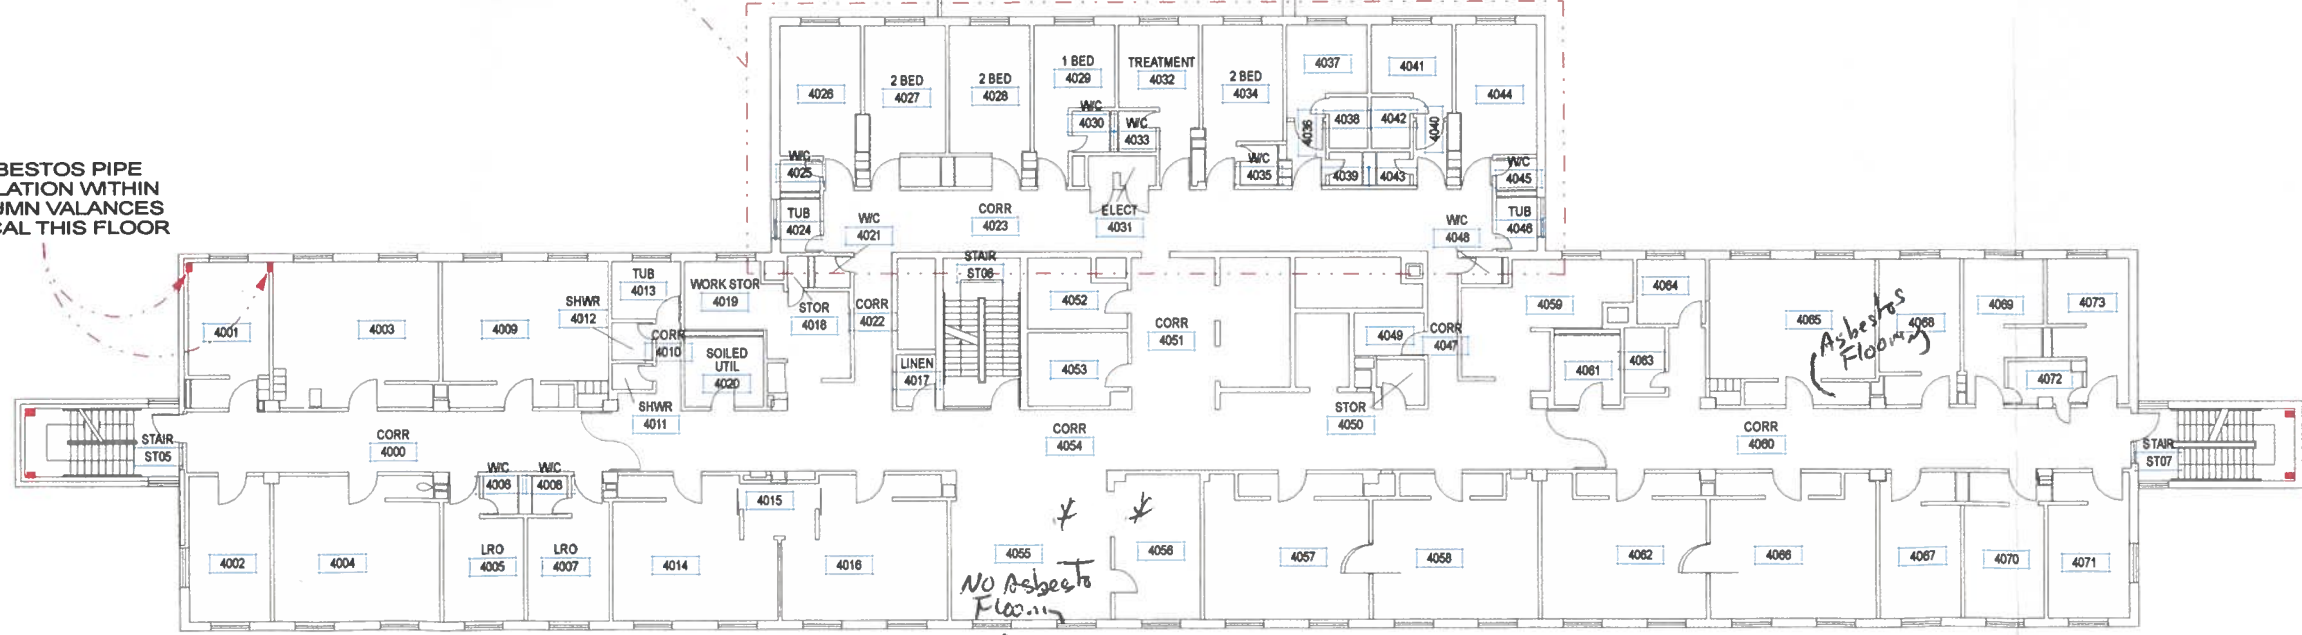 BESTOS PIPE
LATION WITHIN
UMN VALANCES
CAL THIS FLOOR
4026
2 BED
4027
2 BED
4028
1 BED
4029
TREATMENT
4032
2 BED
4034
4037
4041
4044
W/C
4030
W/C
4033
4036
4038
4042
4040
W/C
4025
W/C
4035
4039
4043
W/C
4045
TUB
4024
W/C
4021
CORR
4023
ELECT
4031
W/C
4048
TUB
4046
4001
4003
4009
SHWR
4012
TUB
4013
CORR
4010
WORK STOR
4019
SOILED
UTIL
4020
STOR
4018
CORR
4022
LINEN
4017
STAIR
ST06
4052
4053
CORR
4051
4049
CORR
4047
4059
4061
4063
4064
4065
4068
Asbestos
Flooring
4069
4073
4072
SHWR
4011
STOR
4050
STAIR
ST05
CORR
4000
CORR
4054
CORR
4060
STAIR
ST07
W/C
4006
W/C
4008
4002
4004
LRO
4005
LRO
4007
4014
4015
4016
4055
NO Asbesto
Flooring
4056
4057
4058
4062
4066
4067
4070
4071